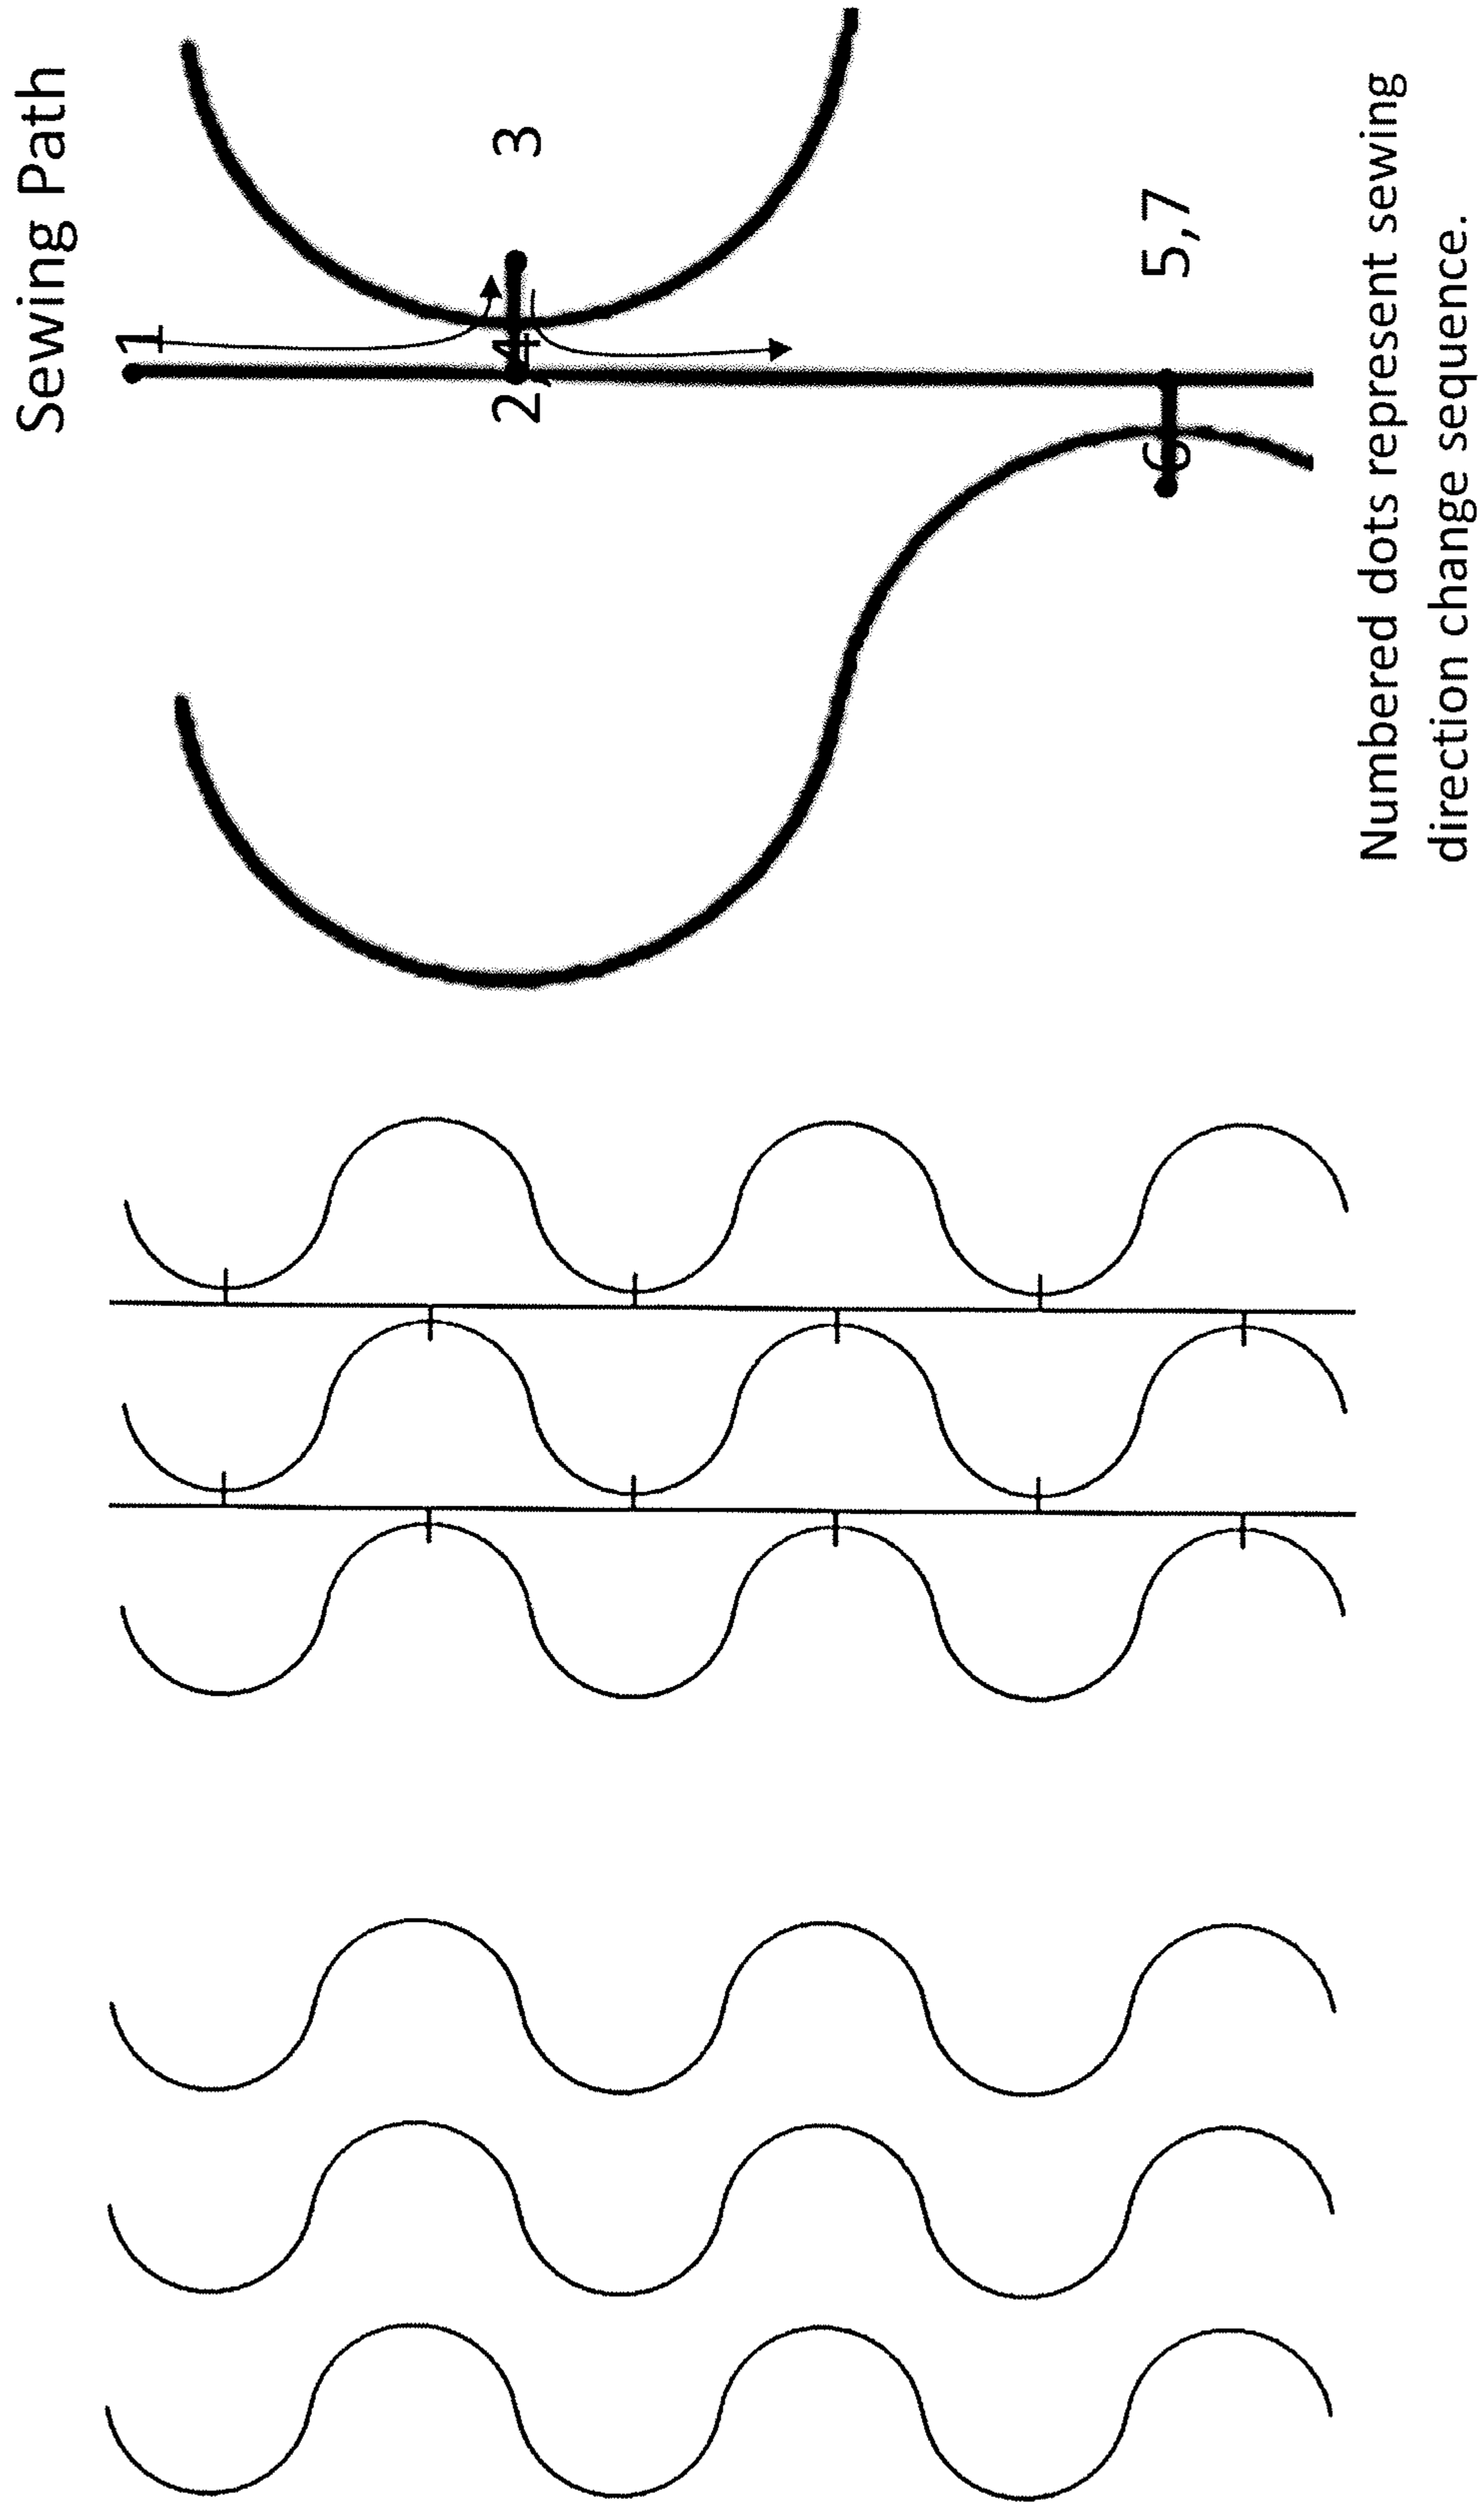 Sewing Path
1
2,4
3
5,7
6
Numbered dots represent sewing
direction change sequence.